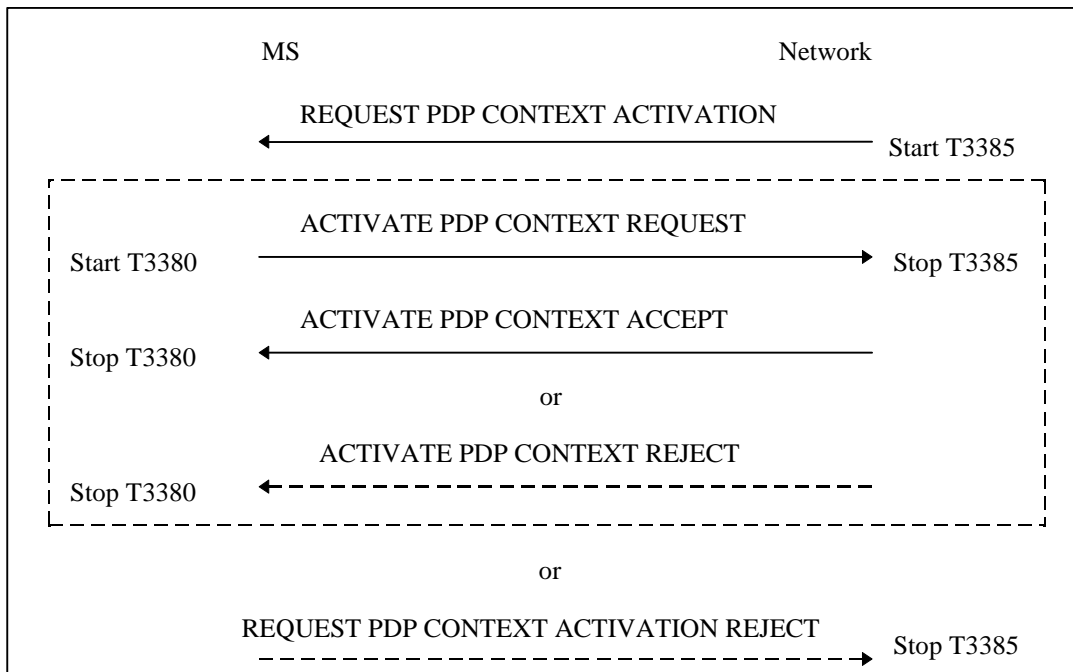 MS Network
REQUEST PDP CONTEXT ACTIVATION
Start T3385
ACTIVATE PDP CONTEXT REQUEST
Start T3380 Stop T3385
ACTIVATE PDP CONTEXT ACCEPT
Stop T3380
or
ACTIVATE PDP CONTEXT REJECT
Stop T3380
or
REQUEST PDP CONTEXT ACTIVATION REJECT
Stop T3385